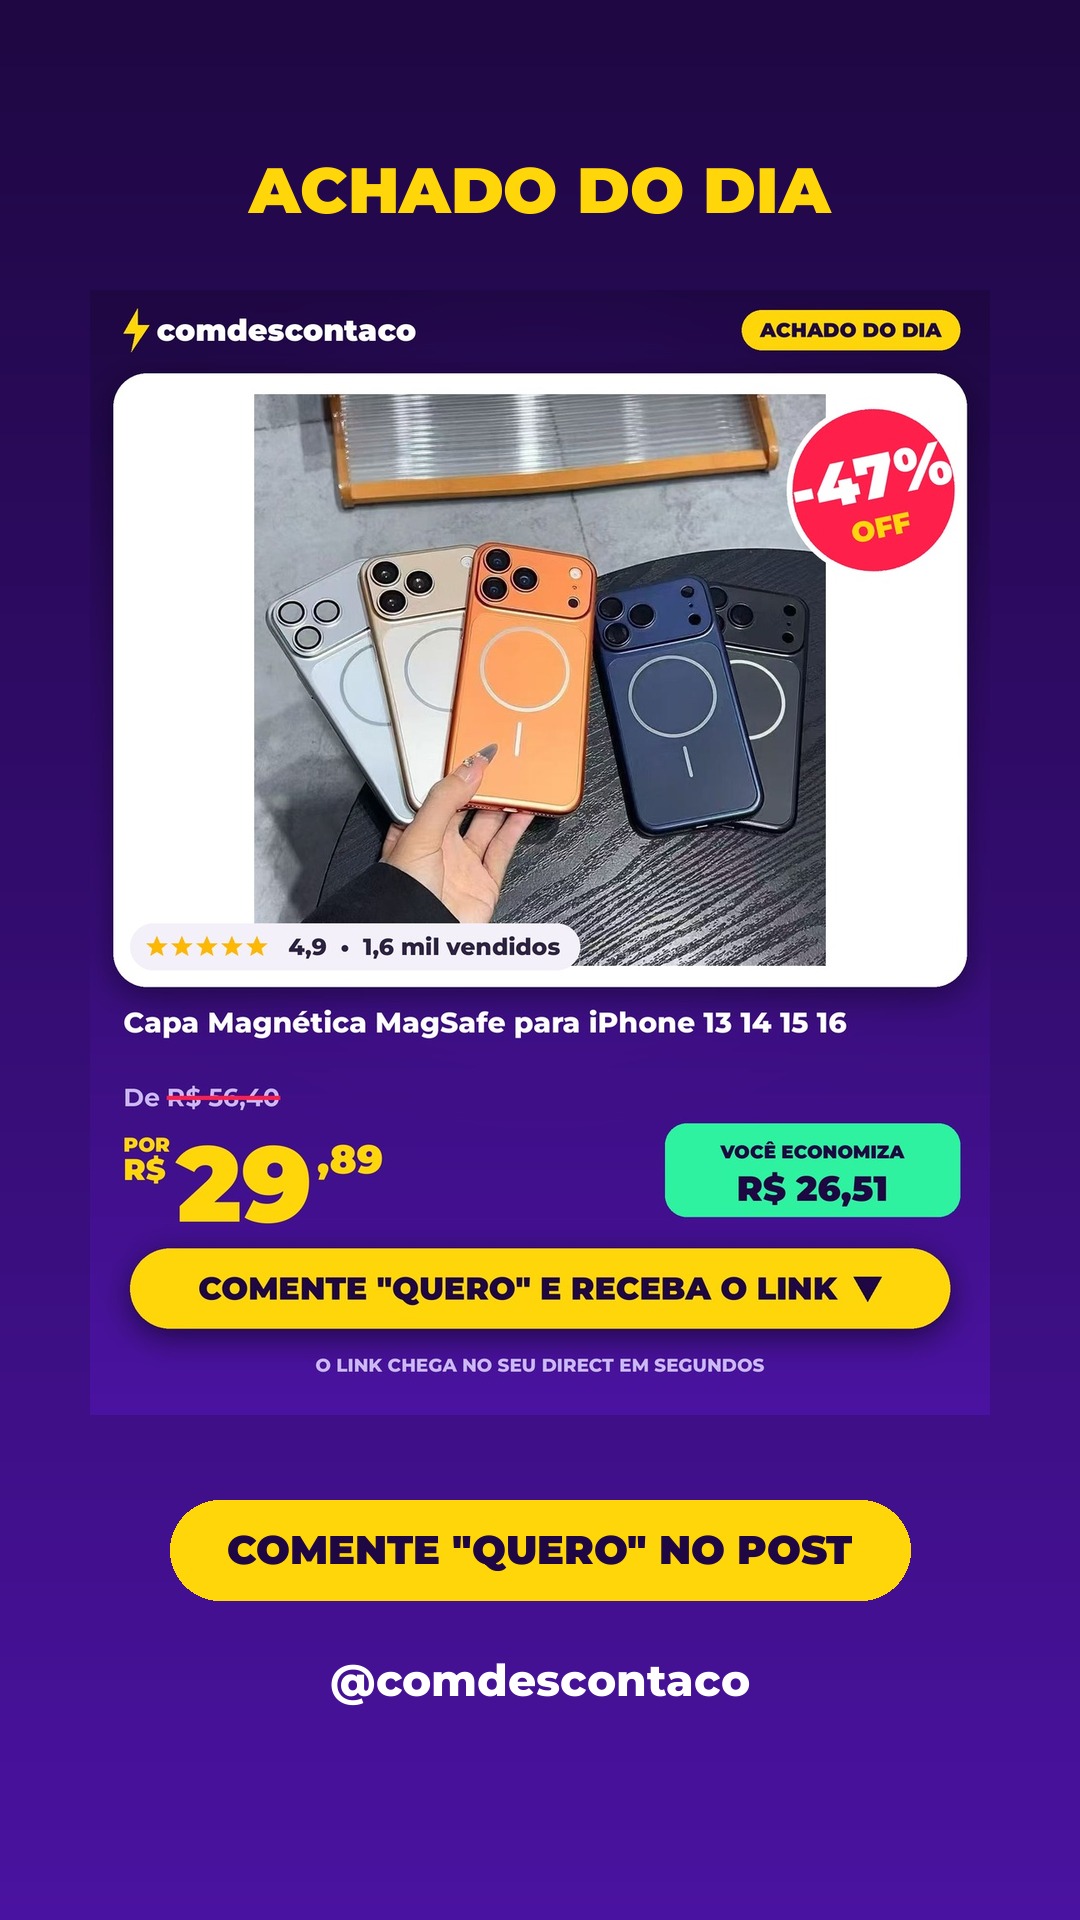 ACHADO DO DIA
comdescontaco
ACHADO DO DIA
-47%
OFF
4,9 • 1,6 mil vendidos
Capa Magnética MagSafe para iPhone 13 14 15 16
De R$ 56,40
POR
R$ 29,89
VOCÊ ECONOMIZA
R$ 26,51
COMENTE "QUERO" E RECEBA O LINK ▼
O LINK CHEGA NO SEU DIRECT EM SEGUNDOS
COMENTE "QUERO" NO POST
@comdescontaco